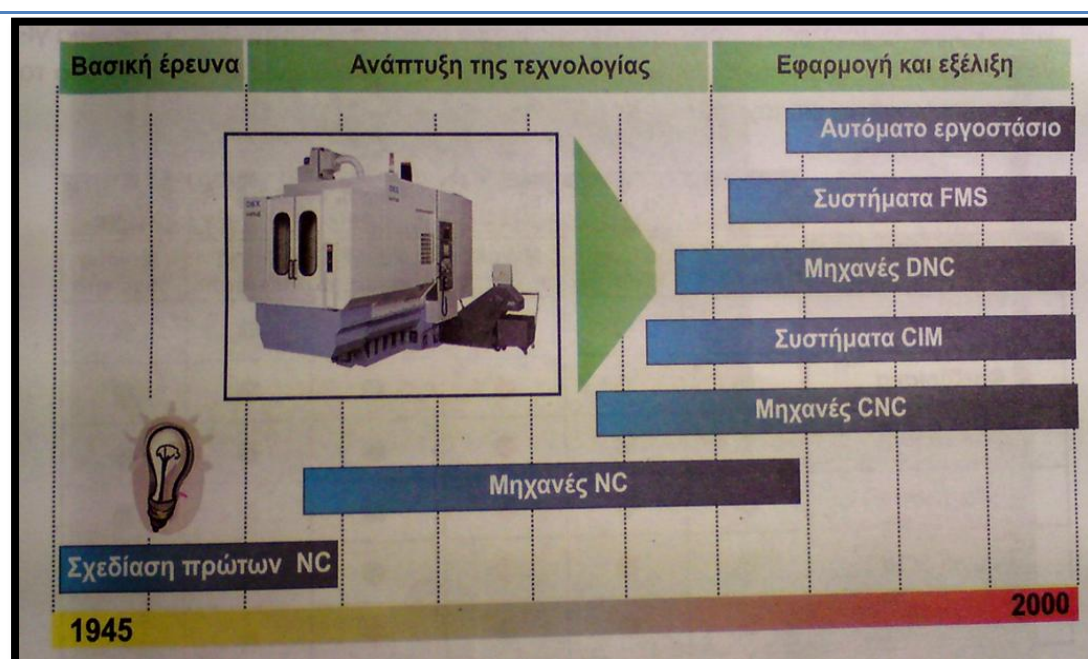 Βασική έρευνα
Ανάπτυξη της τεχνολογίας
Εφαρμογή και εξέλιξη
Αυτόματο εργοστάσιο
Συστήματα FMS
Μηχανές DNC
Συστήματα CIM
Μηχανές CNC
Μηχανές NC
Σχεδίαση πρώτων NC
1945
2000